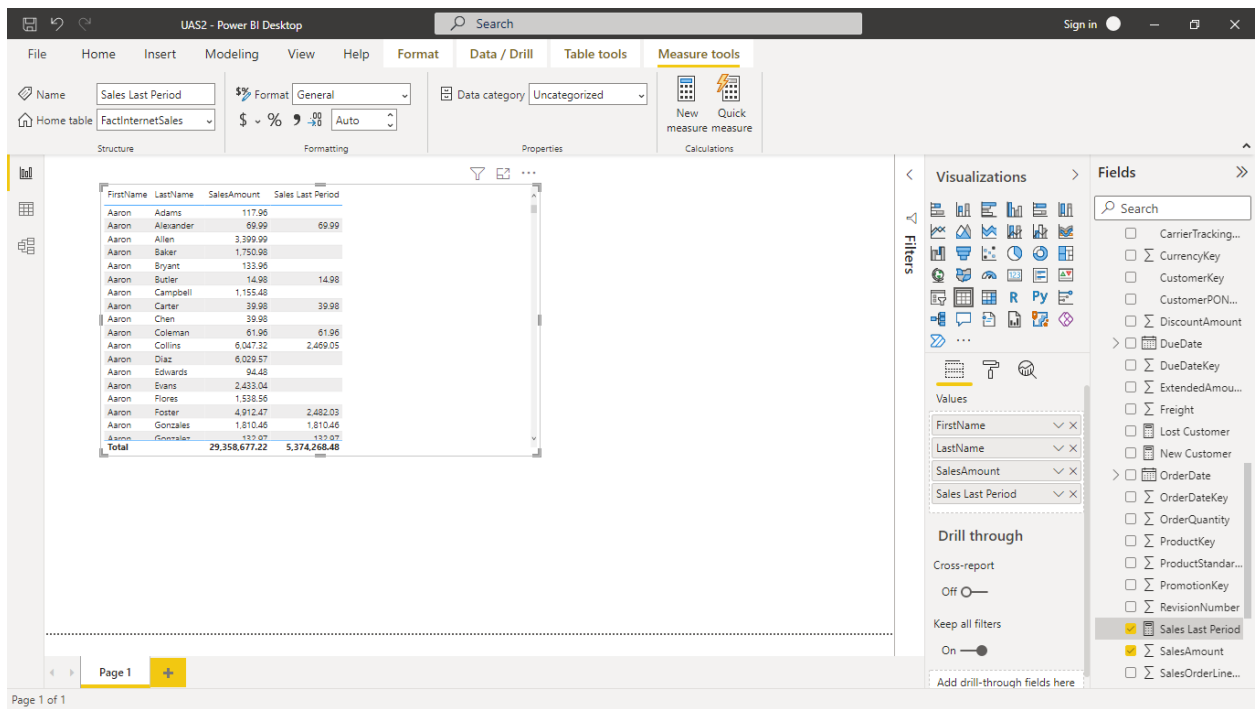 UAS2 - Power BI Desktop
Search
Sign in
File Home Insert Modeling View Help Format Data / Drill Table tools Measure tools
Name Sales Last Period
Home table FactInternetSales
Structure
$% Format General
$ % 9 .00 Auto
Formatting
Data category Uncategorized
Properties
New measure
Quick measure
Calculations
FirstName LastName SalesAmount Sales Last Period
Aaron Adams 117.96
Aaron Alexander 69.99 69.99
Aaron Allen 3,399.99
Aaron Baker 1,750.98
Aaron Bryant 133.96
Aaron Butler 14.98 14.98
Aaron Campbell 1,155.48
Aaron Carter 39.98 39.98
Aaron Chen 39.98
Aaron Coleman 61.96 61.96
Aaron Collins 6,047.32 2,469.05
Aaron Diaz 6,029.57
Aaron Edwards 94.48
Aaron Evans 2,433.04
Aaron Flores 1,538.56
Aaron Foster 4,912.47 2,482.03
Aaron Gonzales 1,810.46 1,810.46
Aaron Gonzalez 132.97 132.97
Total 29,358,677.22 5,374,268.48
Filters
Visualizations
R Py
123
Values
FirstName
LastName
SalesAmount
Sales Last Period
Drill through
Cross-report
Off
Keep all filters
On
Add drill-through fields here
Fields
Search
CarrierTracking...
CurrencyKey
CustomerKey
CustomerPON...
DiscountAmount
DueDate
DueDateKey
ExtendedAmou...
Freight
Lost Customer
New Customer
OrderDate
OrderDateKey
OrderQuantity
ProductKey
ProductStandar...
PromotionKey
RevisionNumber
Sales Last Period
SalesAmount
SalesOrderLine...
Page 1
Page 1 of 1